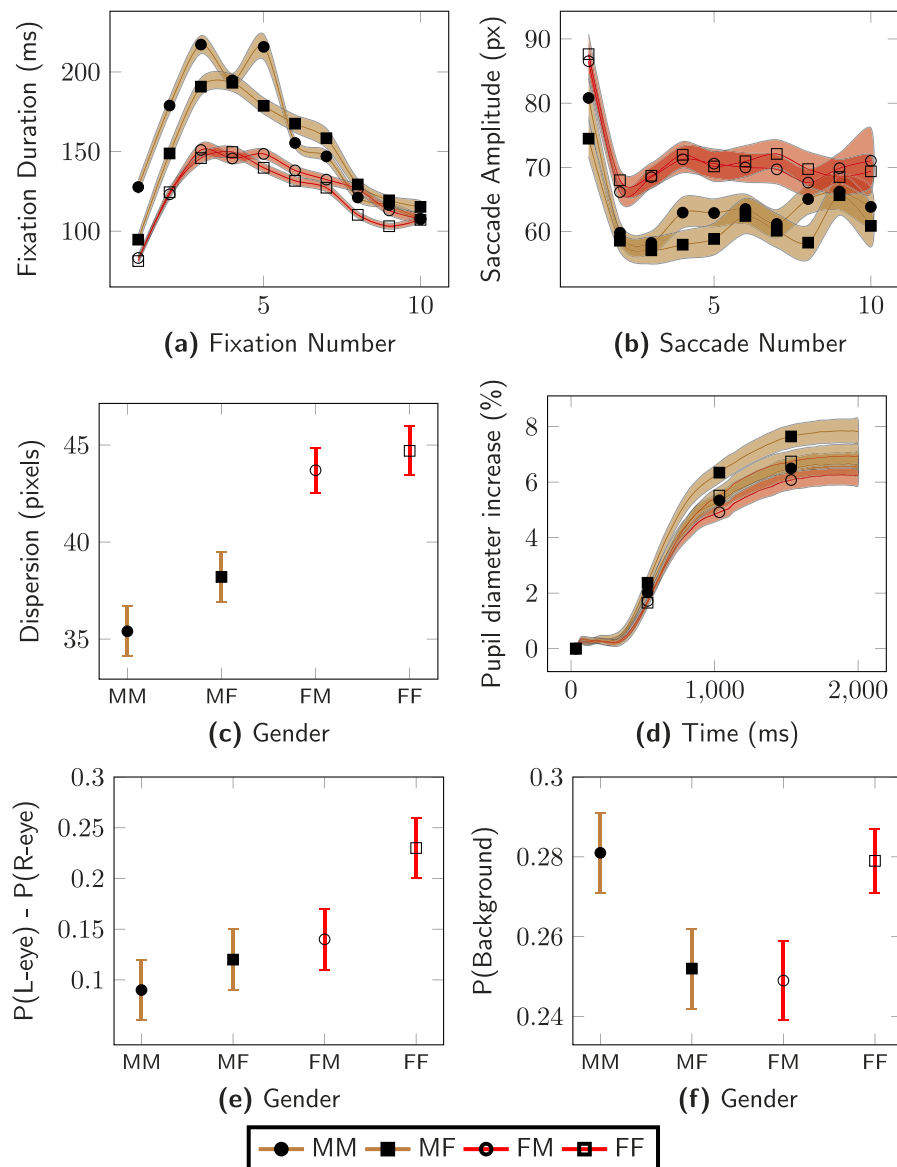 Fixation Duration (ms)
200
150
100
5
10
(a) Fixation Number
Saccade Amplitude (px)
90
80
70
60
5
10
(b) Saccade Number
Dispersion (pixels)
45
40
35
MM MF FM FF
(c) Gender
Pupil diameter increase (%)
8
6
4
2
0
0 1,000 2,000
(d) Time (ms)
P(L-eye) - P(R-eye)
0.3
0.25
0.2
0.15
0.1
MM MF FM FF
(e) Gender
P(Background)
0.3
0.28
0.26
0.24
MM MF FM FF
(f) Gender
MM MF FM FF